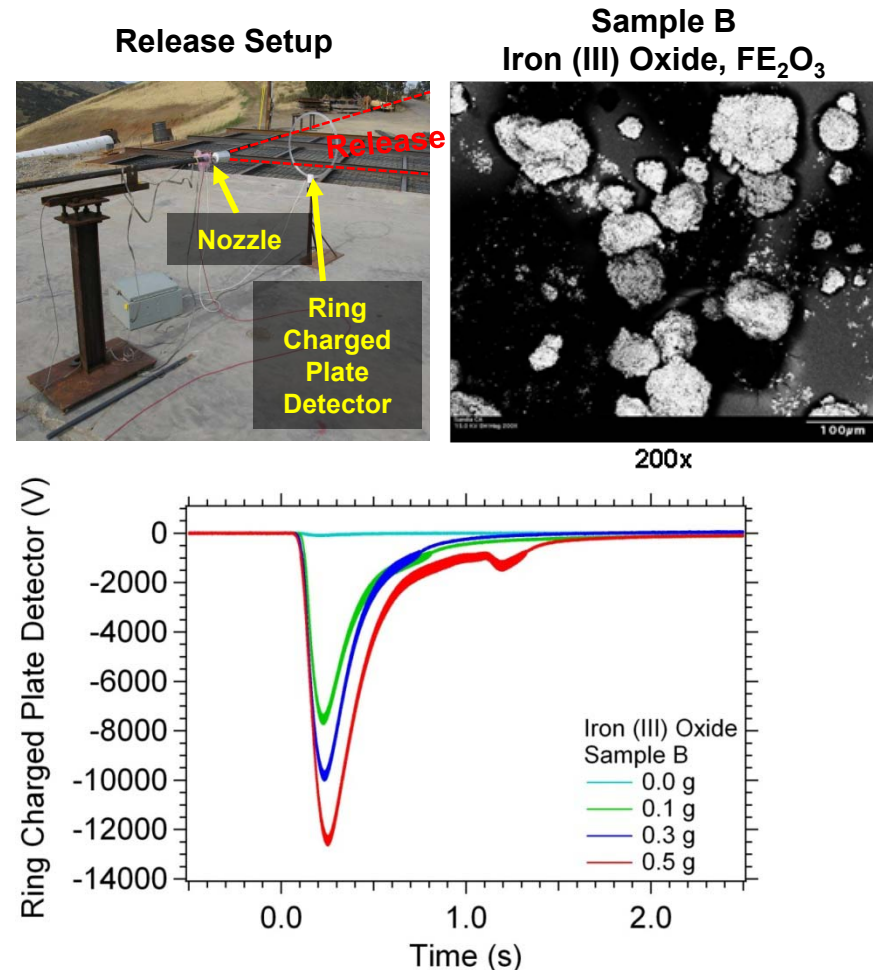 Release Setup
Sample B
Iron (III) Oxide, FE₂O₃
Release
Nozzle
Ring
Charged
Plate
Detector
100µm
200x
Ring Charged Plate Detector (V)
0
-2000
-4000
-6000
-8000
-10000
-12000
-14000
Iron (III) Oxide
Sample B
0.0 g
0.1 g
0.3 g
0.5 g
0.0
1.0
2.0
Time (s)